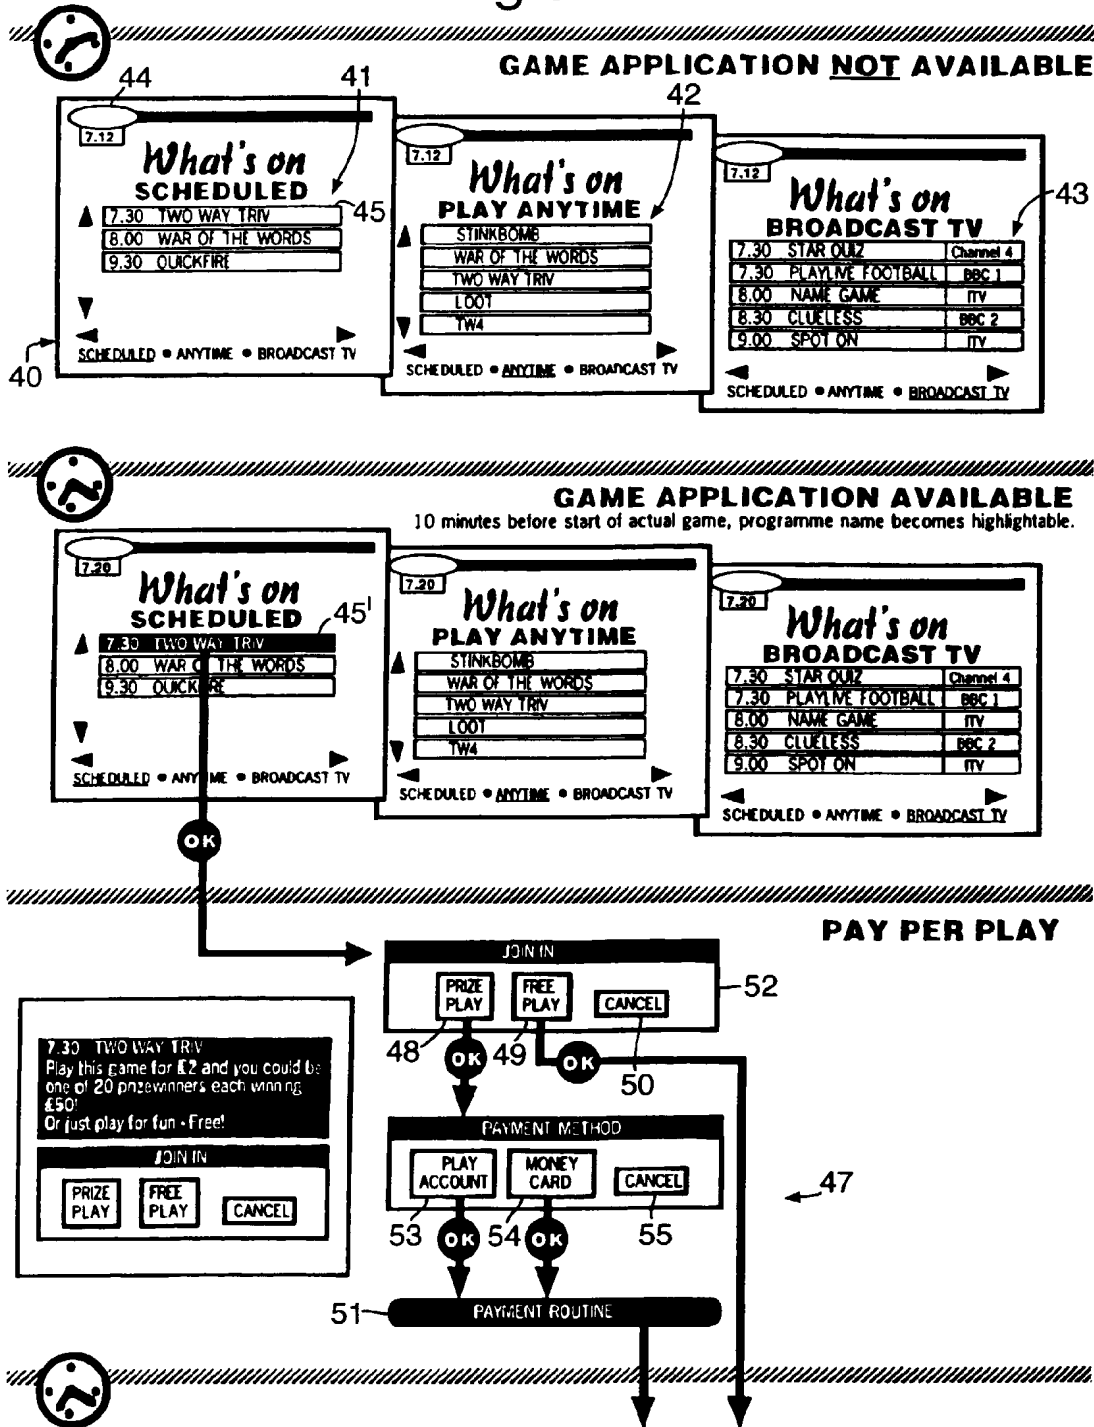 GAME APPLICATION NOT AVAILABLE
44
41
42
43
7.12
What's on
SCHEDULED
7.30 TWO WAY TRIV
45
8.00 WAR OF THE WORDS
9.30 QUICKFIRE
SCHEDULED • ANYTIME • BROADCAST TV
40
7.12
What's on
PLAY ANYTIME
STINKBOMB
WAR OF THE WORDS
TWO WAY TRIV
LOOT
TW4
SCHEDULED • ANYTIME • BROADCAST TV
7.12
What's on
BROADCAST TV
7.30 STAR QUIZ Channel 4
7.30 PLAYLIVE FOOTBALL BBC 1
8.00 NAME GAME ITV
8.30 CLUELESS BBC 2
9.00 SPOT ON ITV
SCHEDULED • ANYTIME • BROADCAST TV
GAME APPLICATION AVAILABLE
10 minutes before start of actual game, programme name becomes highlightable.
7.20
What's on
SCHEDULED
45'
7.30 TWO WAY TRIV
8.00 WAR OF THE WORDS
9.30 QUICKFIRE
SCHEDULED • ANYTIME • BROADCAST TV
7.20
What's on
PLAY ANYTIME
STINKBOMB
WAR OF THE WORDS
TWO WAY TRIV
LOOT
TW4
SCHEDULED • ANYTIME • BROADCAST TV
7.20
What's on
BROADCAST TV
7.30 STAR QUIZ Channel 4
7.30 PLAYLIVE FOOTBALL BBC 1
8.00 NAME GAME ITV
8.30 CLUELESS BBC 2
9.00 SPOT ON ITV
SCHEDULED • ANYTIME • BROADCAST TV
OK
PAY PER PLAY
JOIN IN
PRIZE PLAY
FREE PLAY
CANCEL
52
48
OK
49
OK
50
7.30 TWO WAY TRIV
Play this game for £2 and you could be
one of 20 prizewinners each winning
£50!
Or just play for fun - Free!
JOIN IN
PRIZE PLAY
FREE PLAY
CANCEL
PAYMENT METHOD
PLAY ACCOUNT
MONEY CARD
CANCEL
47
53
OK
54
OK
55
51
PAYMENT ROUTINE